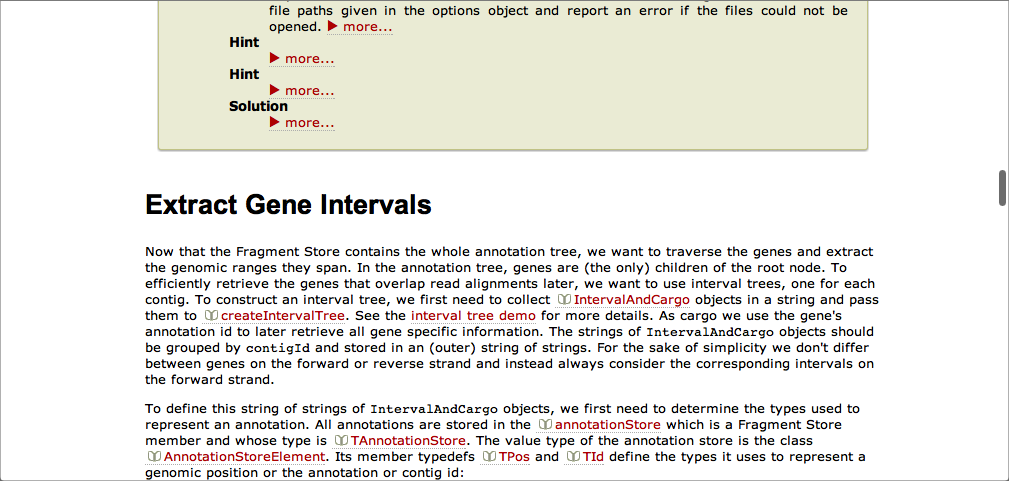 file paths given in the options object and report an error if the files could not be
opened. ▶ more...
Hint
▶ more...
Hint
▶ more...
Solution
▶ more...
Extract Gene Intervals
Now that the Fragment Store contains the whole annotation tree, we want to traverse the genes and extract
the genomic ranges they span. In the annotation tree, genes are (the only) children of the root node. To
efficiently retrieve the genes that overlap read alignments later, we want to use interval trees, one for each
contig. To construct an interval tree, we first need to collect IntervalAndCargo objects in a string and pass
them to createIntervalTree. See the interval tree demo for more details. As cargo we use the gene's
annotation id to later retrieve all gene specific information. The strings of IntervalAndCargo objects should
be grouped by contigId and stored in an (outer) string of strings. For the sake of simplicity we don't differ
between genes on the forward or reverse strand and instead always consider the corresponding intervals on
the forward strand.
To define this string of strings of IntervalAndCargo objects, we first need to determine the types used to
represent an annotation. All annotations are stored in the annotationStore which is a Fragment Store
member and whose type is TAnnotationStore. The value type of the annotation store is the class
AnnotationStoreElement. Its member typedefs TPos and TId define the types it uses to represent a
genomic position or the annotation or contig id: